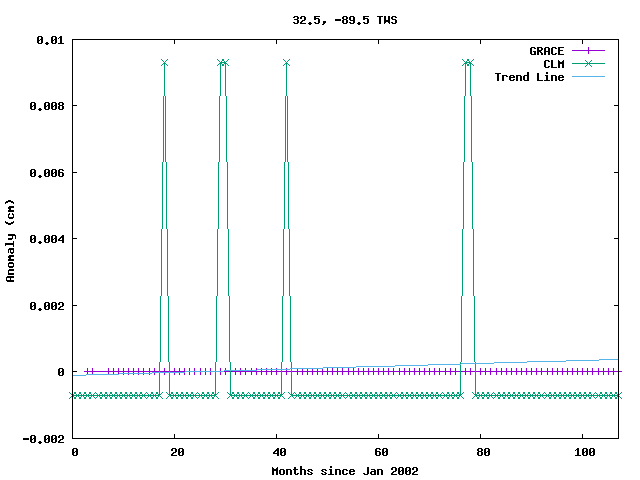 32.5, -89.5 TWS
GRACE
CLM
Trend Line
0.01
0.008
0.006
0.004
0.002
0
-0.002
Anomaly (cm)
0 20 40 60 80 100
Months since Jan 2002